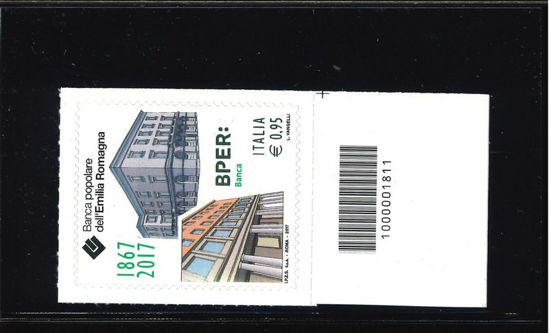 Banca popolare
dell'Emilia Romagna
1867
2017
BPER:
Banca
ITALIA
€ 0,95
L. VANGELLI
I.P.Z.S. S.p.A. - ROMA - 2017
1000001811